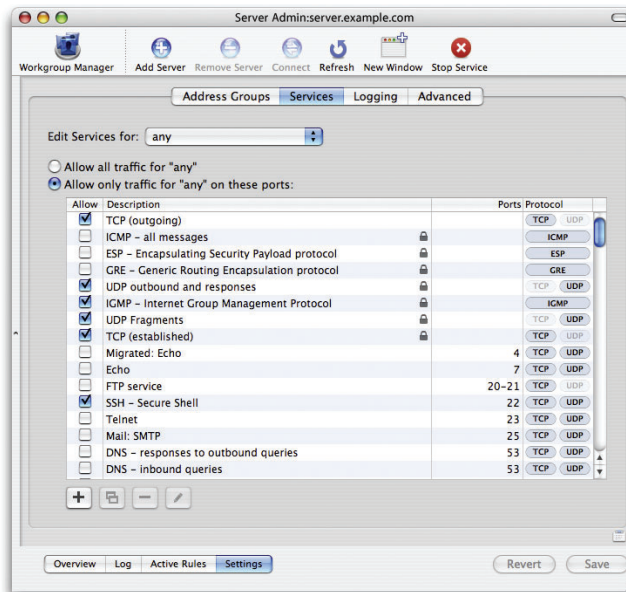 Server Admin:server.example.com
Workgroup Manager Add Server Remove Server Connect Refresh New Window Stop Service
Address Groups Services Logging Advanced
Edit Services for: any
Allow all traffic for "any"
Allow only traffic for "any" on these ports:
Allow Description Ports Protocol
TCP (outgoing) TCP UDP
ICMP – all messages ICMP
ESP – Encapsulating Security Payload protocol ESP
GRE – Generic Routing Encapsulation protocol GRE
UDP outbound and responses TCP UDP
IGMP – Internet Group Management Protocol IGMP
UDP Fragments TCP UDP
TCP (established) TCP UDP
Migrated: Echo 4 TCP UDP
Echo 7 TCP UDP
FTP service 20–21 TCP UDP
SSH – Secure Shell 22 TCP UDP
Telnet 23 TCP UDP
Mail: SMTP 25 TCP UDP
DNS – responses to outbound queries 53 TCP UDP
DNS – inbound queries 53 TCP UDP
Overview Log Active Rules Settings Revert Save